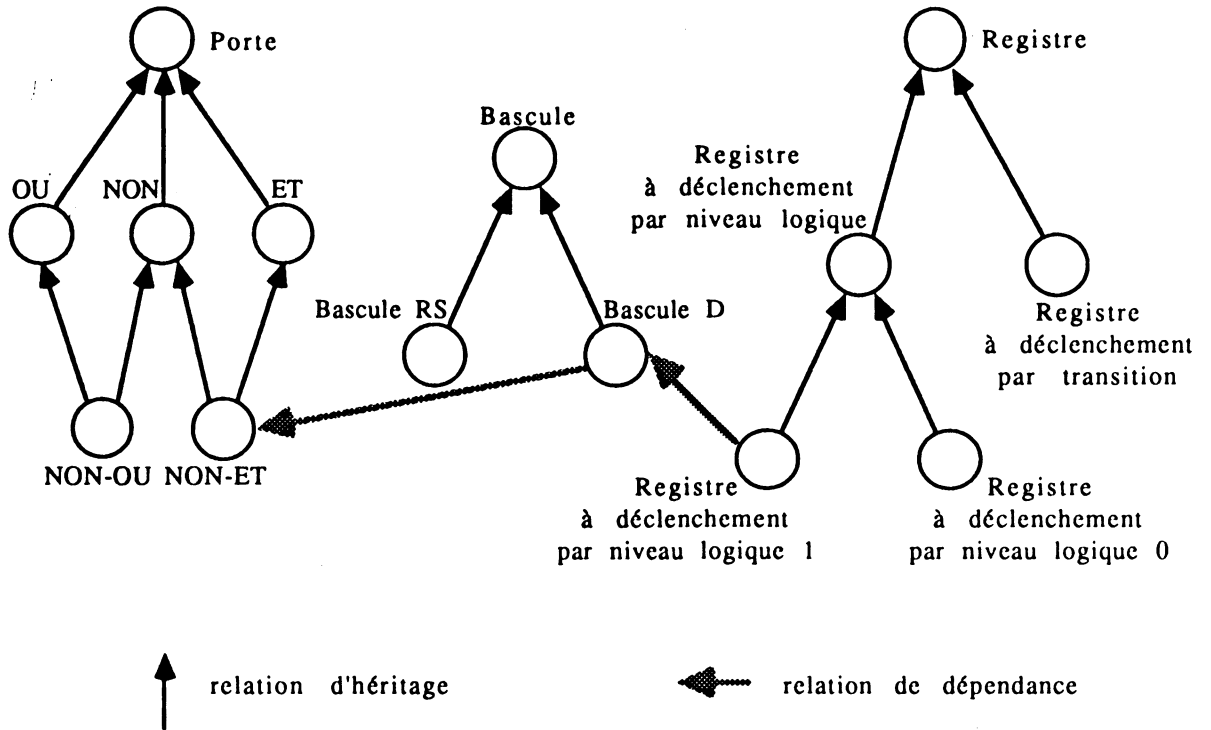 Porte
Registre
Bascule
Registre
à déclenchement
par niveau logique
OU
NON
ET
Bascule RS
Bascule D
Registre
à déclenchement
par transition
NON-OU
NON-ET
Registre
à déclenchement
par niveau logique 1
Registre
à déclenchement
par niveau logique 0
relation d'héritage
relation de dépendance